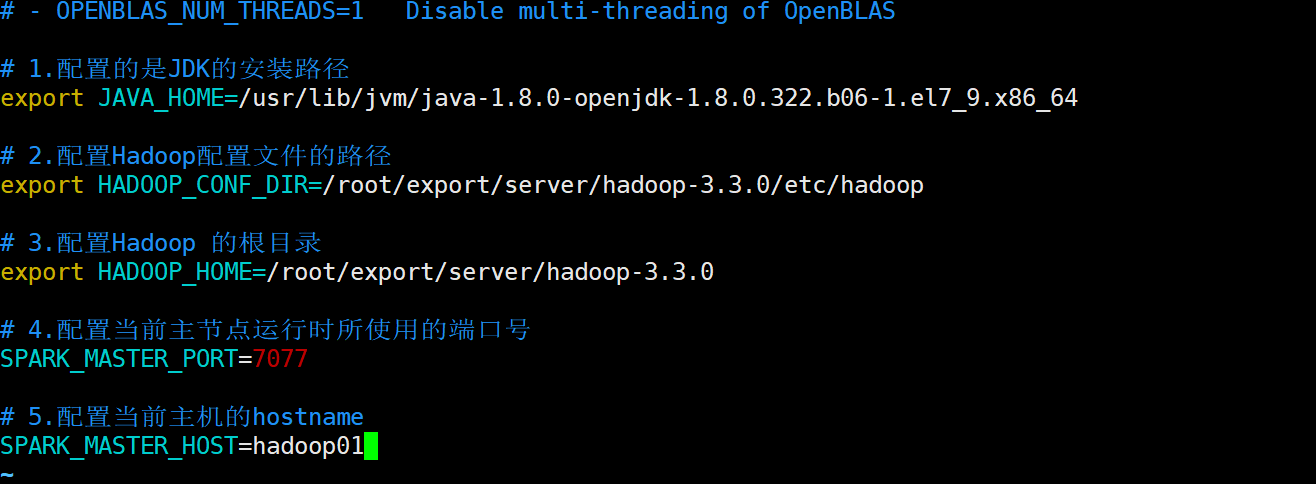 # - OPENBLAS_NUM_THREADS=1   Disable multi-threading of OpenBLAS
# 1.配置的是JDK的安装路径
export JAVA_HOME=/usr/lib/jvm/java-1.8.0-openjdk-1.8.0.322.b06-1.el7_9.x86_64
# 2.配置Hadoop配置文件的路径
export HADOOP_CONF_DIR=/root/export/server/hadoop-3.3.0/etc/hadoop
# 3.配置Hadoop 的根目录
export HADOOP_HOME=/root/export/server/hadoop-3.3.0
# 4.配置当前主节点运行时所使用的端口号
SPARK_MASTER_PORT=7077
# 5.配置当前主机的hostname
SPARK_MASTER_HOST=hadoop01
~